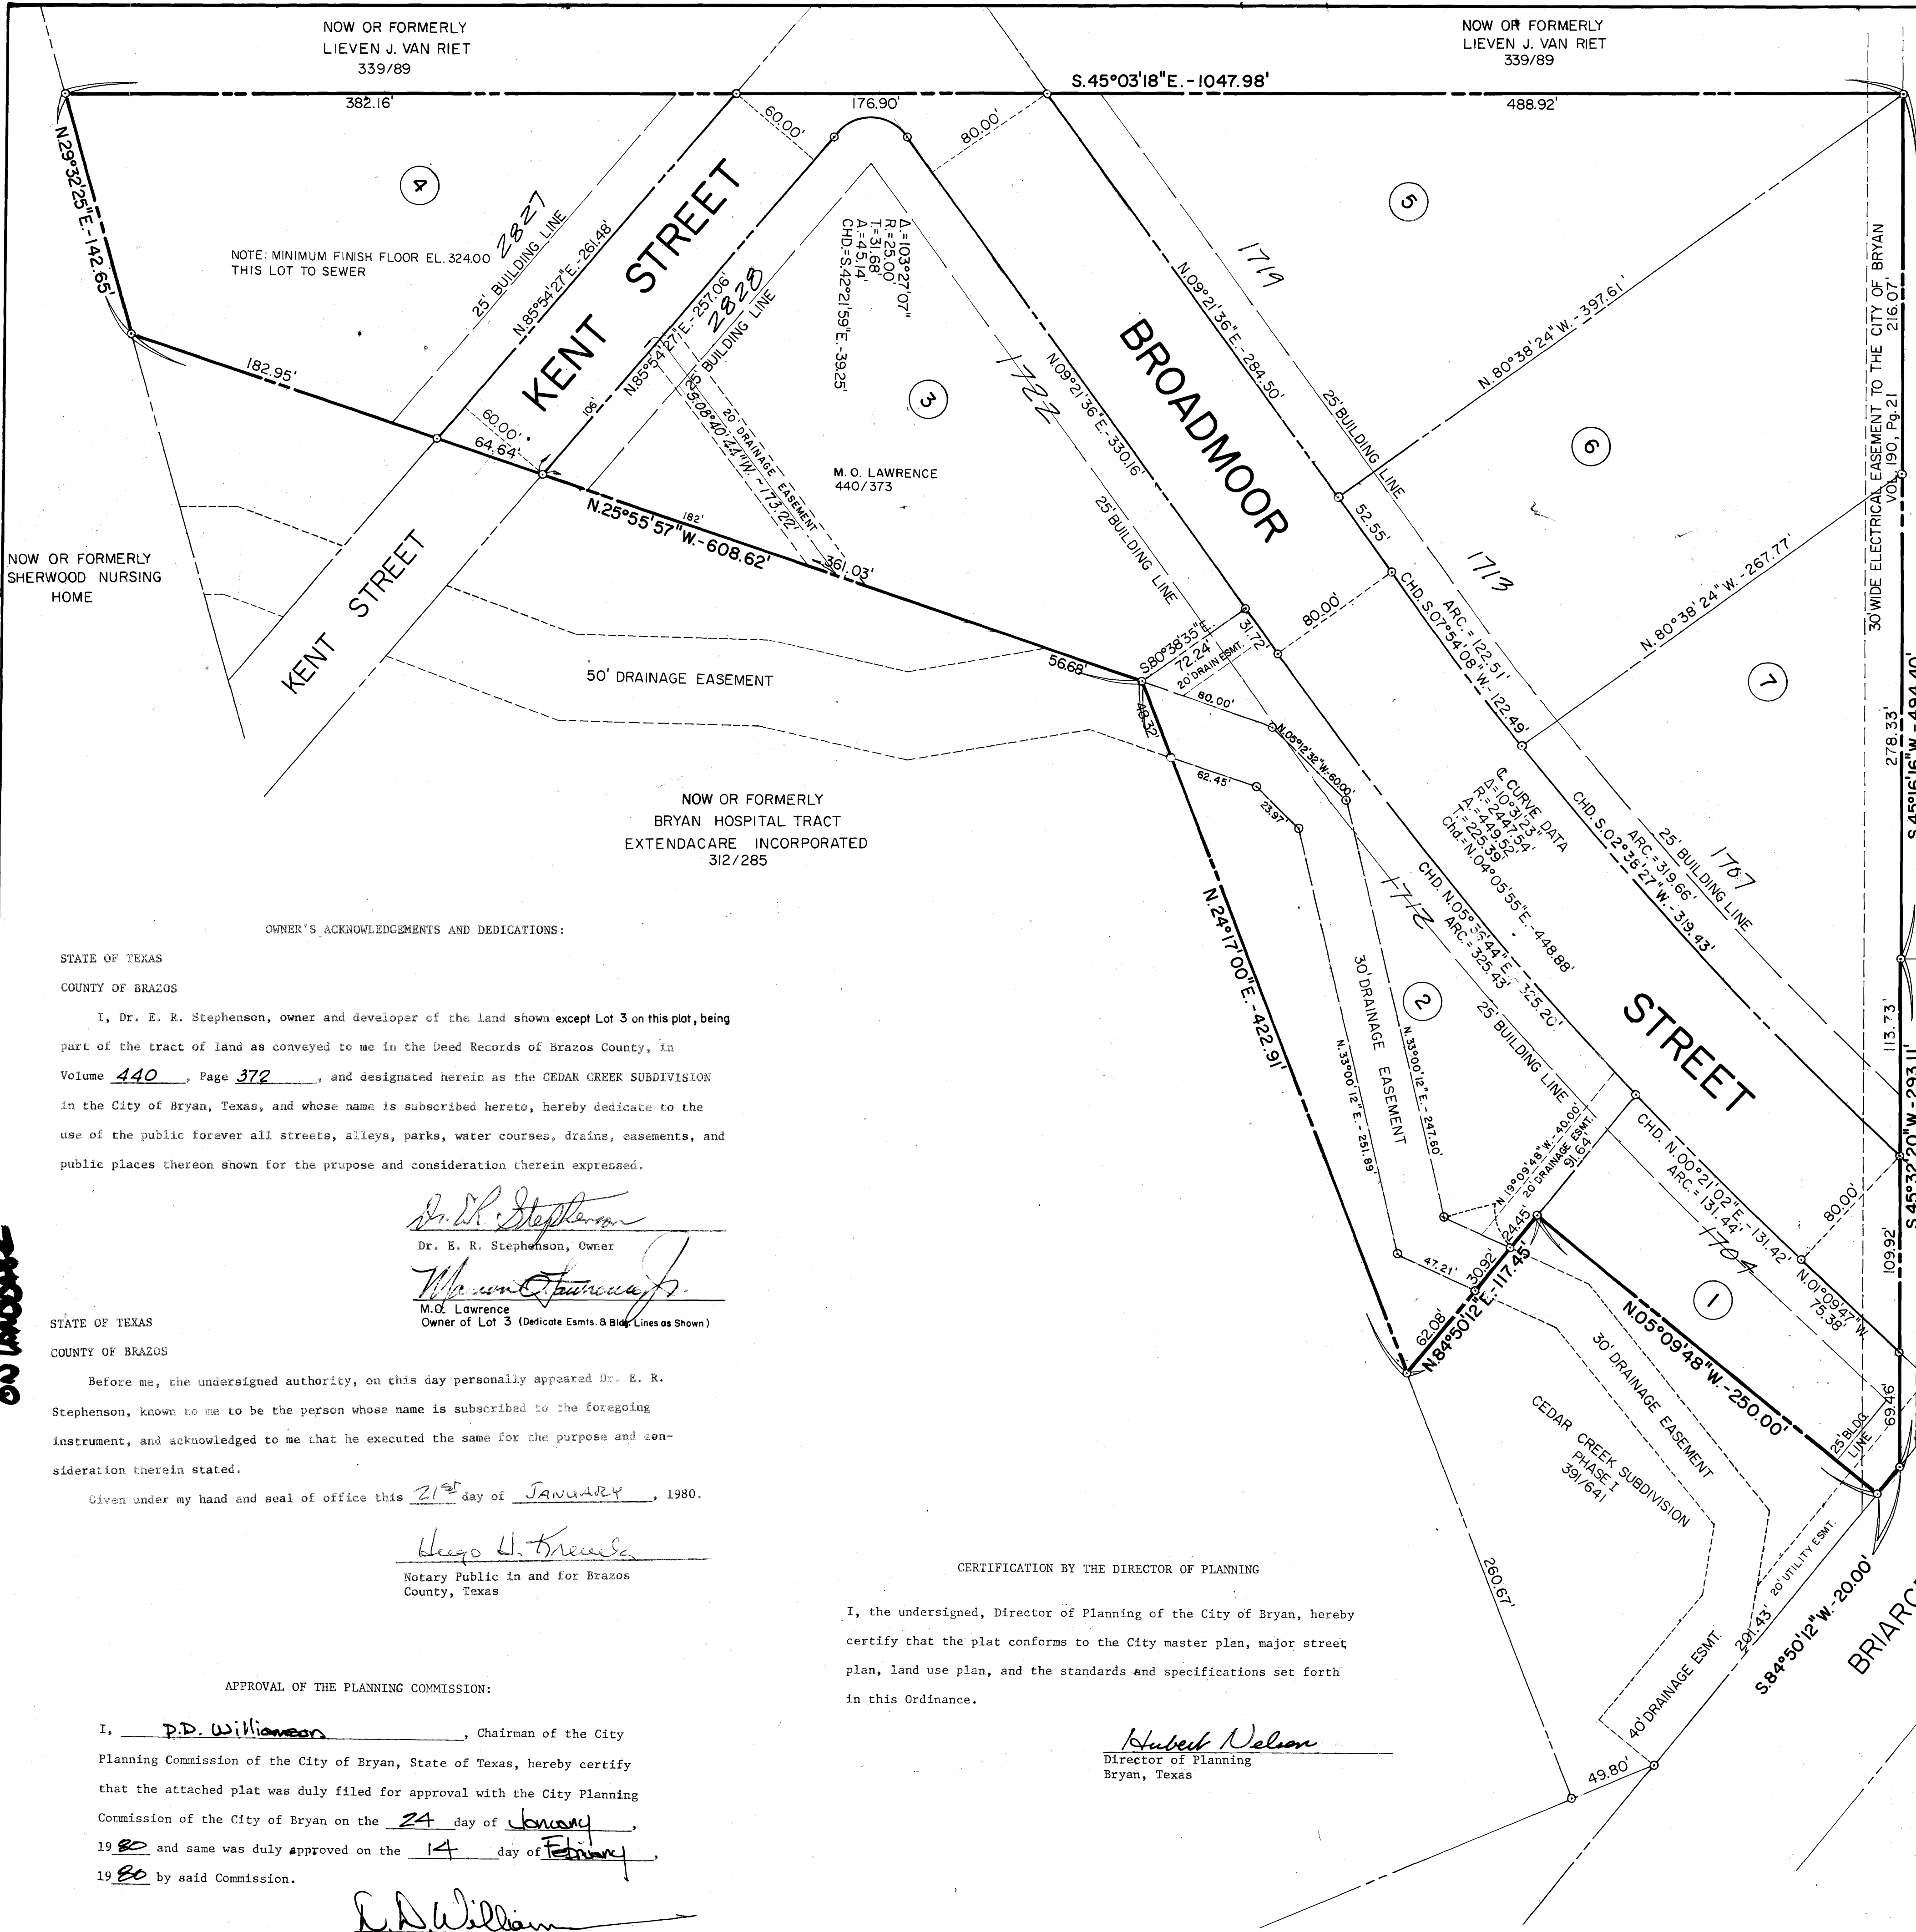 NOW OR FORMERLY
LIEVEN J. VAN RIET
339/89
NOW OR FORMERLY
LIEVEN J. VAN RIET
339/89
S.45°03'18"E.-1047.98'
382.16'
176.90'
488.92'
60.00'
80.00'
N.29°32'25"E.-142.65'
4
NOTE: MINIMUM FINISH FLOOR EL. 324.00
THIS LOT TO SEWER
2827
25' BUILDING LINE
N.85°54'27"E.-261.48'
KENT STREET
N.85°54'27"E.-257.06'
2828
25' BUILDING LINE
106'
60.00'
64.64'
182.95'
Δ.=103°27'07"
R.=25.00'
T.=31.68'
A.=45.14'
CHD.=S.42°21'59"E.-39.25'
3
20' DRAINAGE EASEMENT
S.08°40'44"W.~173.22'
M.O. LAWRENCE
440/373
182'
N.25°55'57"W.-608.62'
361.03'
1722
N.09°21'36"E.-330.16'
25' BUILDING LINE
BROADMOOR
1719
N.09°21'36"E.-284.50'
25' BUILDING LINE
5
N.80°38'24"W.-397.61'
6
30' WIDE ELECTRICAL EASEMENT TO THE CITY OF BRYAN
VOL. 190, Pg. 21
216.07'
52.55'
1713
CHD. S.07°54'08"W.-122.49'
ARC.=122.51'
N.80°38'24"W.-267.77'
7
278.33'
S.45°16'16"W.-494.40'
NOW OR FORMERLY
SHERWOOD NURSING
HOME
KENT STREET
50' DRAINAGE EASEMENT
56.68'
S.80°38'35"E.
72.24'
20' DRAIN ESMT.
31.72'
80.00'
80.00'
48.32'
N.05°12'32"W.-60.00'
62.45'
23.97'
NOW OR FORMERLY
BRYAN HOSPITAL TRACT
EXTENDACARE INCORPORATED
312/285
℄ CURVE DATA
Δ=10°31'23"
R.=2447.54'
A.=449.52'
T.=225.39'
Chd.=N.04°05'55"E.-448.88'
CHD. S.02°38'27"W.-319.43'
ARC.=319.66'
25' BUILDING LINE
1707
1712
CHD. N.05°36'44"E.-325.20'
ARC.=325.43'
25' BUILDING LINE
STREET
N.24°17'00"E.-422.91'
30' DRAINAGE EASEMENT
2
N.33°00'12"E.-247.60'
N.33°00'12"E.-251.89'
N.19°09'48"W.-40.00'
20' DRAINAGE ESMT.
91.64'
24.45'
30.92'
47.21'
62.08'
N.84°50'12"E.-117.45'
CHD. N.00°21'02"E.-131.42'
ARC.=131.44'
1704
80.00'
113.73'
109.92'
S.45°32'20"W.-293.11'
N.01°09'47"W.
75.38'
1
N.05°09'48"W.-250.00'
69.46'
25' BLDG.
LINE
30' DRAINAGE EASEMENT
CEDAR CREEK SUBDIVISION
PHASE I
391/641
20' UTILITY ESMT.
201.43'
S.84°50'12"W.-20.00'
40' DRAINAGE ESMT.
260.67'
49.80'
OWNER'S ACKNOWLEDGEMENTS AND DEDICATIONS:
STATE OF TEXAS
COUNTY OF BRAZOS
I, Dr. E. R. Stephenson, owner and developer of the land shown except Lot 3 on this plat, being
part of the tract of land as conveyed to me in the Deed Records of Brazos County, in
Volume 440, Page 372, and designated herein as the CEDAR CREEK SUBDIVISION
in the City of Bryan, Texas, and whose name is subscribed hereto, hereby dedicate to the
use of the public forever all streets, alleys, parks, water courses, drains, easements, and
public places thereon shown for the prupose and consideration therein expressed.
Dr. E.R. Stephenson
Dr. E. R. Stephenson, Owner
M.O. Lawrence
Owner of Lot 3 (Dedicate Esmts. & Bldg. Lines as Shown)
STATE OF TEXAS
COUNTY OF BRAZOS
Before me, the undersigned authority, on this day personally appeared Dr. E. R.
Stephenson, known to me to be the person whose name is subscribed to the foregoing
instrument, and acknowledged to me that he executed the same for the purpose and con-
sideration therein stated.
Given under my hand and seal of office this 21st day of JANUARY, 1980.
Notary Public in and for Brazos
County, Texas
APPROVAL OF THE PLANNING COMMISSION:
I, D.D. Williamson, Chairman of the City
Planning Commission of the City of Bryan, State of Texas, hereby certify
that the attached plat was duly filed for approval with the City Planning
Commission of the City of Bryan on the 24 day of January,
1980 and same was duly approved on the 14 day of February,
1980 by said Commission.
CERTIFICATION BY THE DIRECTOR OF PLANNING
I, the undersigned, Director of Planning of the City of Bryan, hereby
certify that the plat conforms to the City master plan, major street
plan, land use plan, and the standards and specifications set forth
in this Ordinance.
Hubert Nelson
Director of Planning
Bryan, Texas